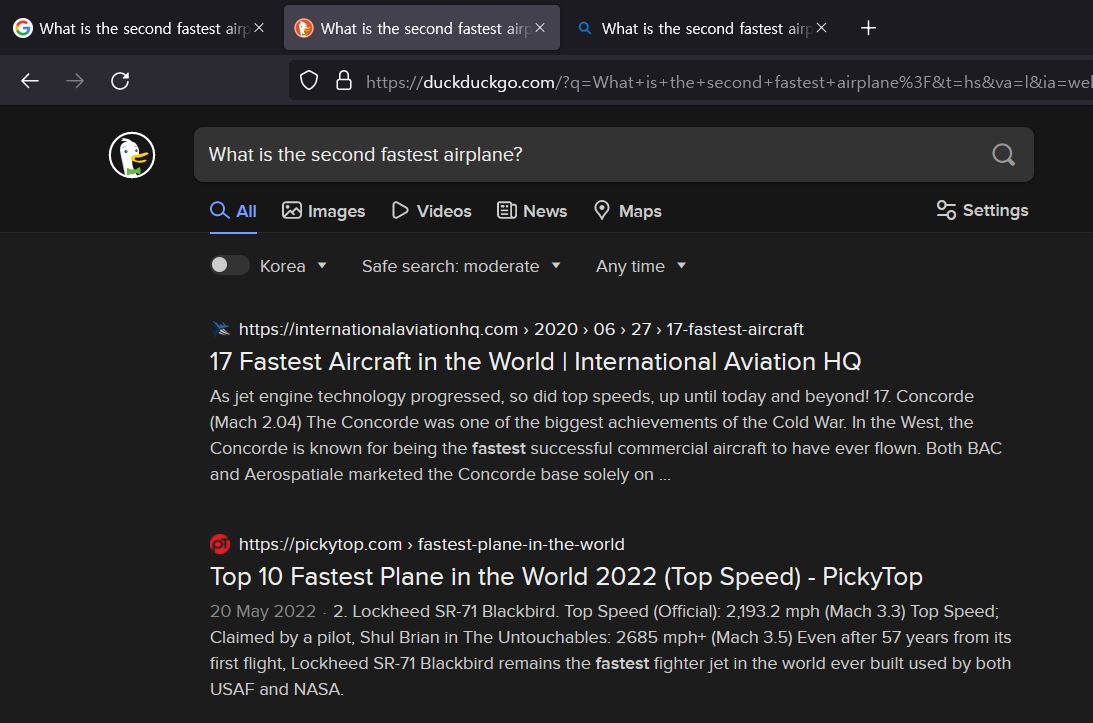 What is the second fastest airp
What is the second fastest airp
What is the second fastest airp
https://duckduckgo.com/?q=What+is+the+second+fastest+airplane%3F&t=hs&va=l&ia=we
What is the second fastest airplane?
All Images Videos News Maps Settings
Korea Safe search: moderate Any time
https://internationalaviationhq.com › 2020 › 06 › 27 › 17-fastest-aircraft
17 Fastest Aircraft in the World | International Aviation HQ
As jet engine technology progressed, so did top speeds, up until today and beyond! 17. Concorde
(Mach 2.04) The Concorde was one of the biggest achievements of the Cold War. In the West, the
Concorde is known for being the fastest successful commercial aircraft to have ever flown. Both BAC
and Aerospatiale marketed the Concorde base solely on ...
https://pickytop.com › fastest-plane-in-the-world
Top 10 Fastest Plane in the World 2022 (Top Speed) - PickyTop
20 May 2022 · 2. Lockheed SR-71 Blackbird. Top Speed (Official): 2,193.2 mph (Mach 3.3) Top Speed;
Claimed by a pilot, Shul Brian in The Untouchables: 2685 mph+ (Mach 3.5) Even after 57 years from its
first flight, Lockheed SR-71 Blackbird remains the fastest fighter jet in the world ever built used by both
USAF and NASA.